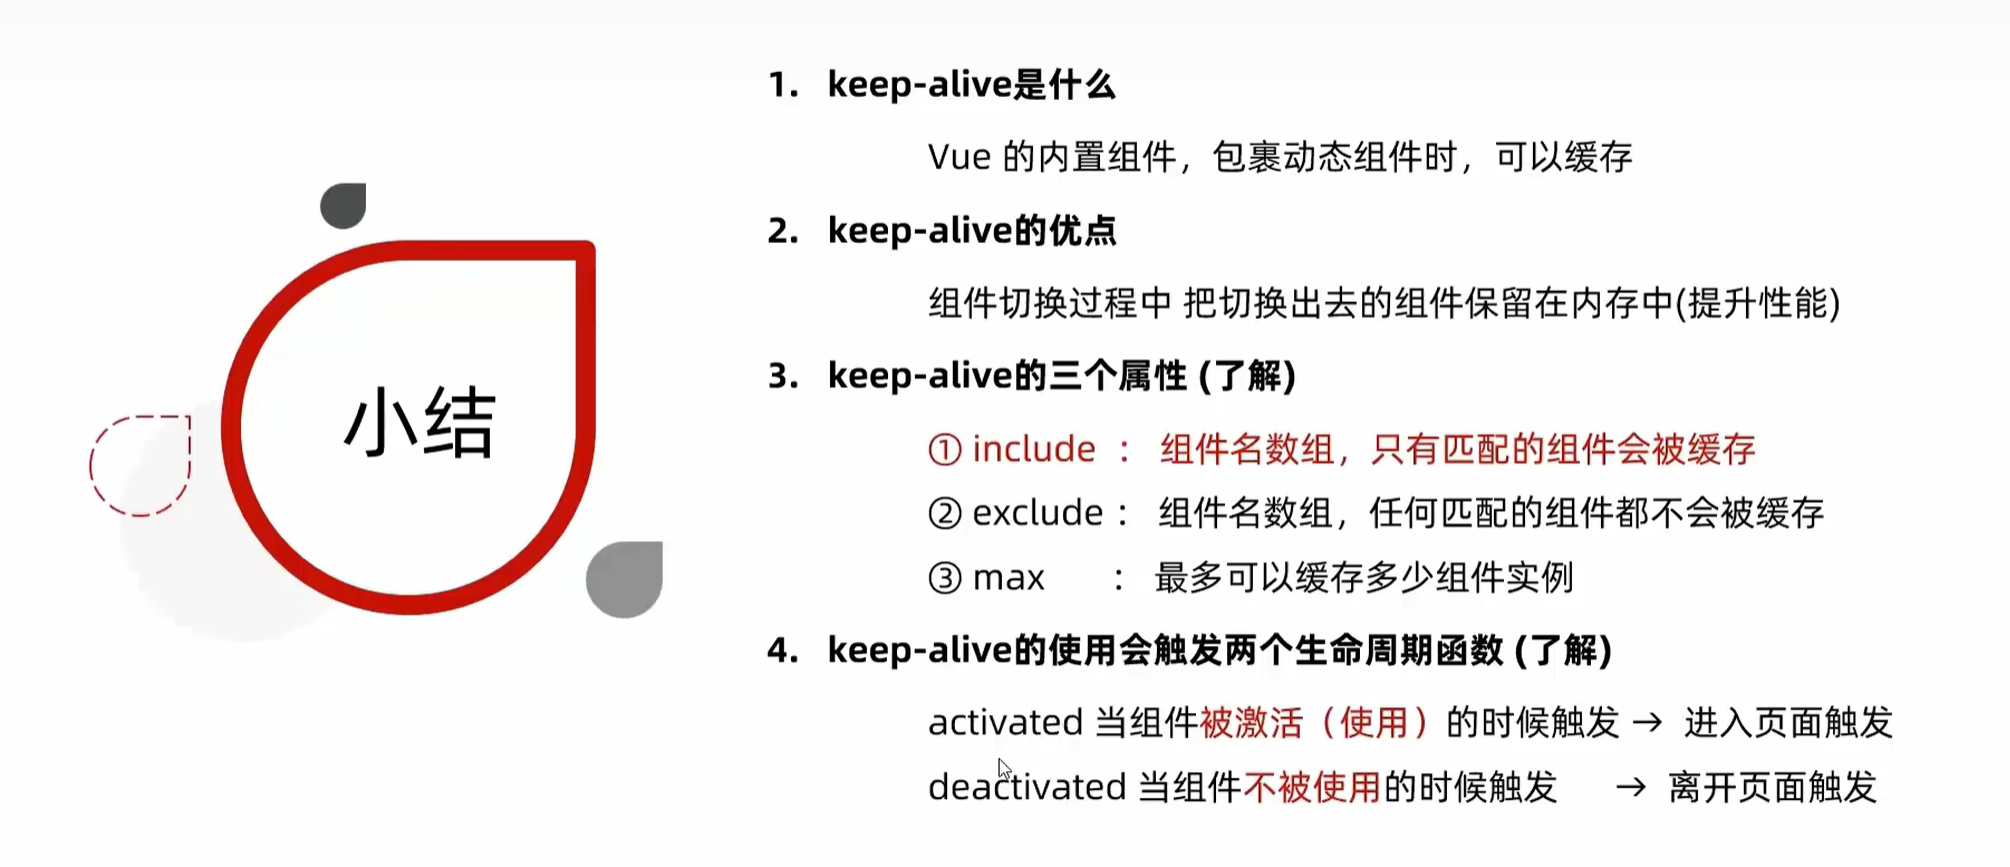 小结
1. keep-alive是什么
Vue 的内置组件，包裹动态组件时，可以缓存
2. keep-alive的优点
组件切换过程中 把切换出去的组件保留在内存中(提升性能)
3. keep-alive的三个属性 (了解)
① include ： 组件名数组，只有匹配的组件会被缓存
② exclude ： 组件名数组，任何匹配的组件都不会被缓存
③ max ： 最多可以缓存多少组件实例
4. keep-alive的使用会触发两个生命周期函数 (了解)
activated 当组件被激活（使用）的时候触发 → 进入页面触发
deactivated 当组件不被使用的时候触发 → 离开页面触发